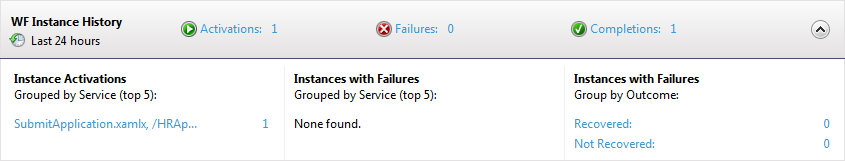 WF Instance History
Last 24 hours
Activations: 1
Failures: 0
Completions: 1
Instance Activations
Grouped by Service (top 5):
SubmitApplication.xamlx, /HRAp... 1
Instances with Failures
Grouped by Service (top 5):
None found.
Instances with Failures
Group by Outcome:
Recovered: 0
Not Recovered: 0